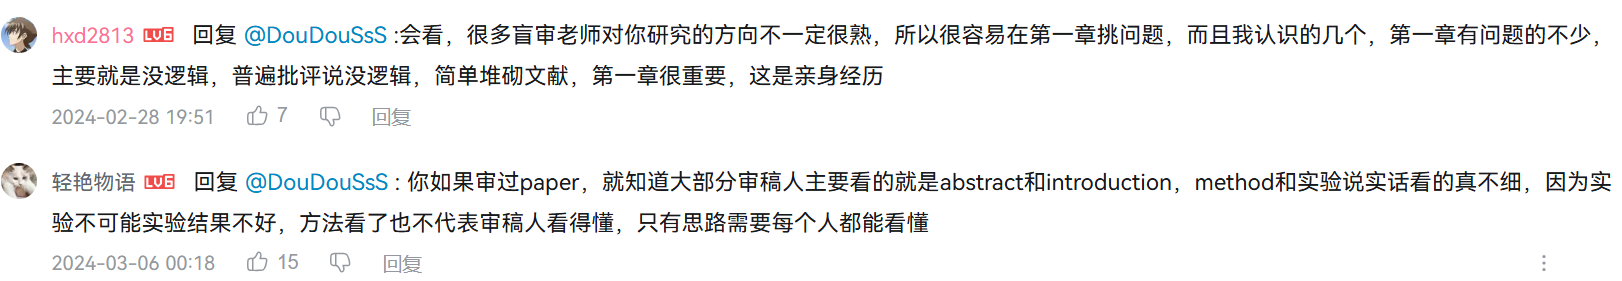 hxd2813 LV6 回复 @DouDouSsS :会看，很多盲审老师对你研究的方向不一定很熟，所以很容易在第一章挑问题，而且我认识的几个，第一章有问题的不少，
主要就是没逻辑，普遍批评说没逻辑，简单堆砌文献，第一章很重要，这是亲身经历
2024-02-28 19:51 7 回复
轻艳物语 LV6 回复 @DouDouSsS : 你如果审过paper，就知道大部分审稿人主要看的就是abstract和introduction，method和实验说实话看的真不细，因为实
验不可能实验结果不好，方法看了也不代表审稿人看得懂，只有思路需要每个人都能看懂
2024-03-06 00:18 15 回复